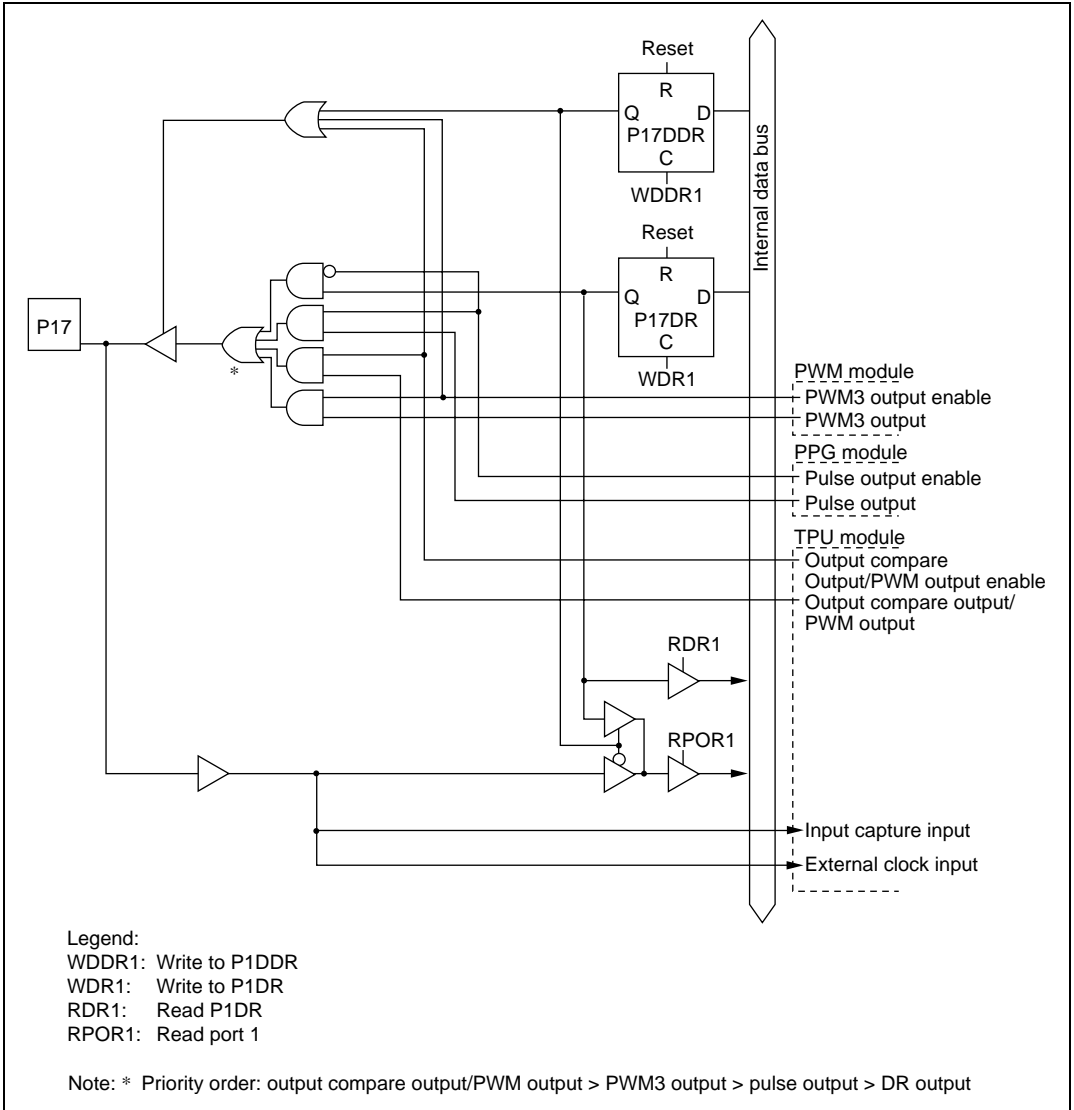 Reset
R
Q D
P17DDR
C
WDDR1
Internal data bus
Reset
R
Q D
P17DR
C
WDR1
P17
*
PWM module
PWM3 output enable
PWM3 output
PPG module
Pulse output enable
Pulse output
TPU module
Output compare
Output/PWM output enable
Output compare output/
PWM output
RDR1
RPOR1
Input capture input
External clock input
Legend:
WDDR1: Write to P1DDR
WDR1: Write to P1DR
RDR1: Read P1DR
RPOR1: Read port 1
Note: * Priority order: output compare output/PWM output > PWM3 output > pulse output > DR output